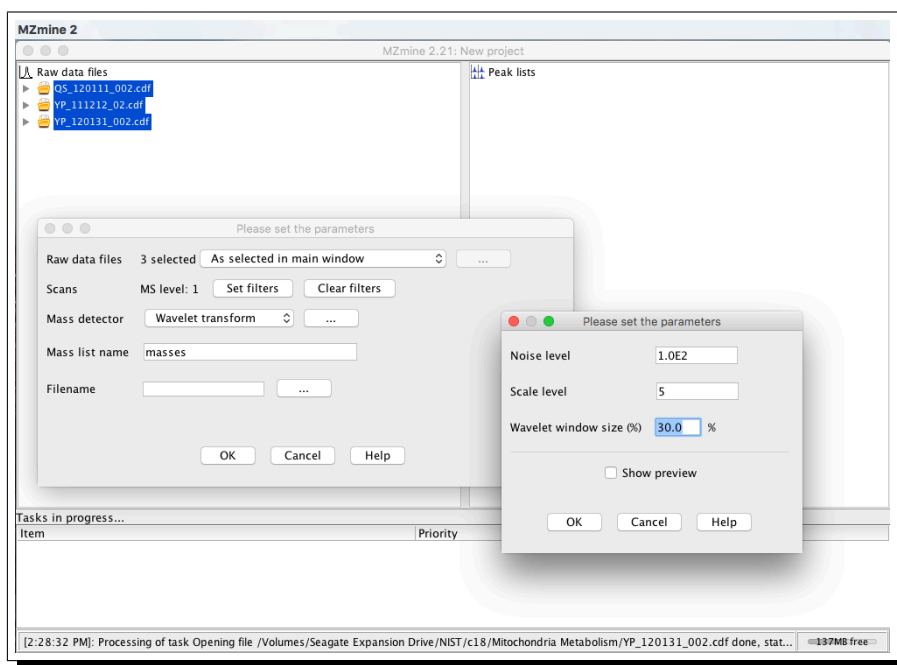 MZmine 2
MZmine 2.21: New project
Raw data files
QS_120111_002.cdf
YP_111212_02.cdf
YP_120131_002.cdf
Peak lists
Please set the parameters
Raw data files 3 selected As selected in main window ...
Scans MS level: 1 Set filters Clear filters
Mass detector Wavelet transform ...
Mass list name masses
Filename ...
OK Cancel Help
Please set the parameters
Noise level 1.0E2
Scale level 5
Wavelet window size (%) 30.0 %
Show preview
OK Cancel Help
Tasks in progress...
Item Priority
[2:28:32 PM]: Processing of task Opening file /Volumes/Seagate Expansion Drive/NIST/c18/Mitochondria Metabolism/YP_120131_002.cdf done, stat... 137MB free